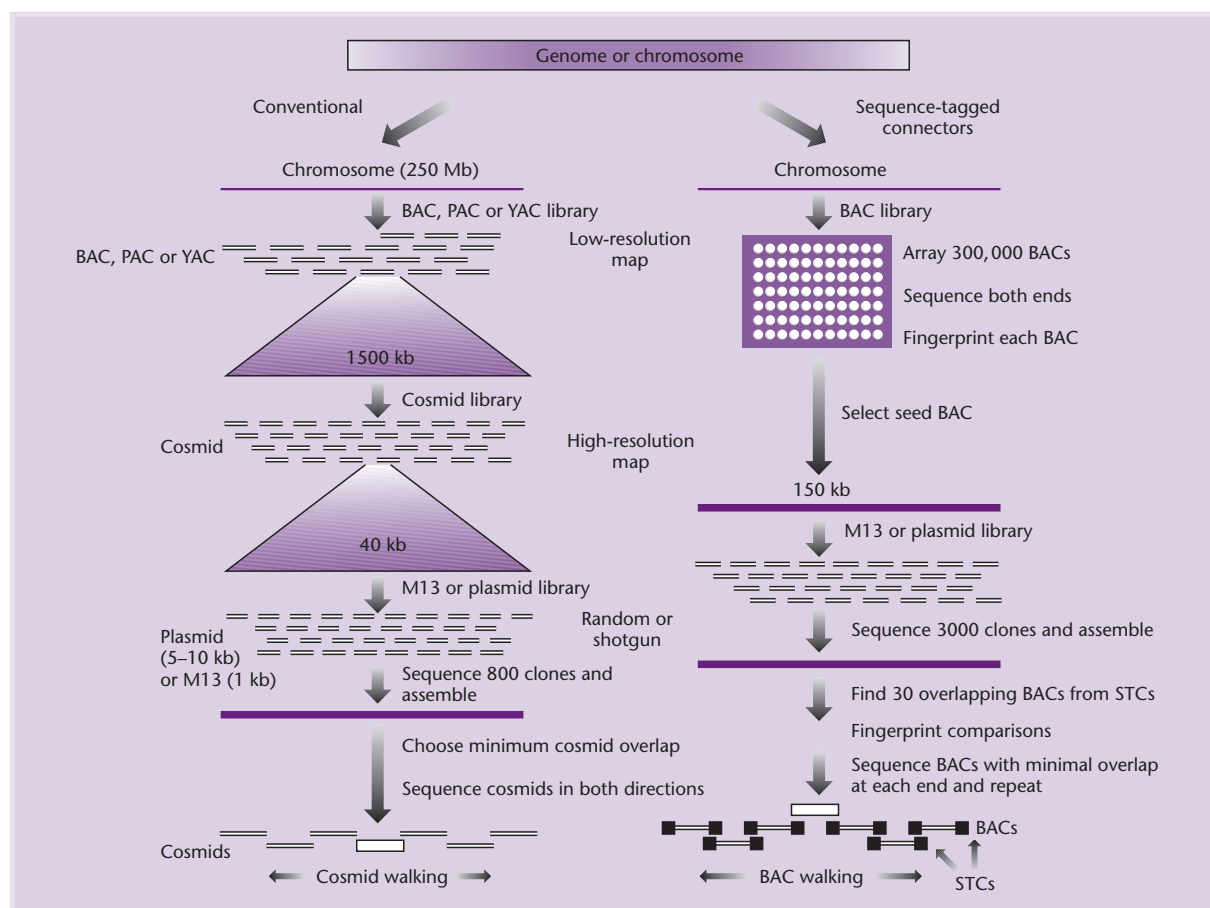 Genome or chromosome
Conventional
Sequence-tagged
connectors
Chromosome (250 Mb)
BAC, PAC or YAC library
BAC, PAC or YAC
Low-resolution
map
1500 kb
Cosmid library
Cosmid
High-resolution
map
40 kb
M13 or plasmid library
Plasmid
(5–10 kb)
or M13 (1 kb)
Random or
shotgun
Sequence 800 clones and
assemble
Choose minimum cosmid overlap
Sequence cosmids in both directions
Cosmids
Cosmid walking
Chromosome
BAC library
Array 300,000 BACs
Sequence both ends
Fingerprint each BAC
Select seed BAC
150 kb
M13 or plasmid library
Sequence 3000 clones and assemble
Find 30 overlapping BACs from STCs
Fingerprint comparisons
Sequence BACs with minimal overlap
at each end and repeat
BACs
BAC walking
STCs